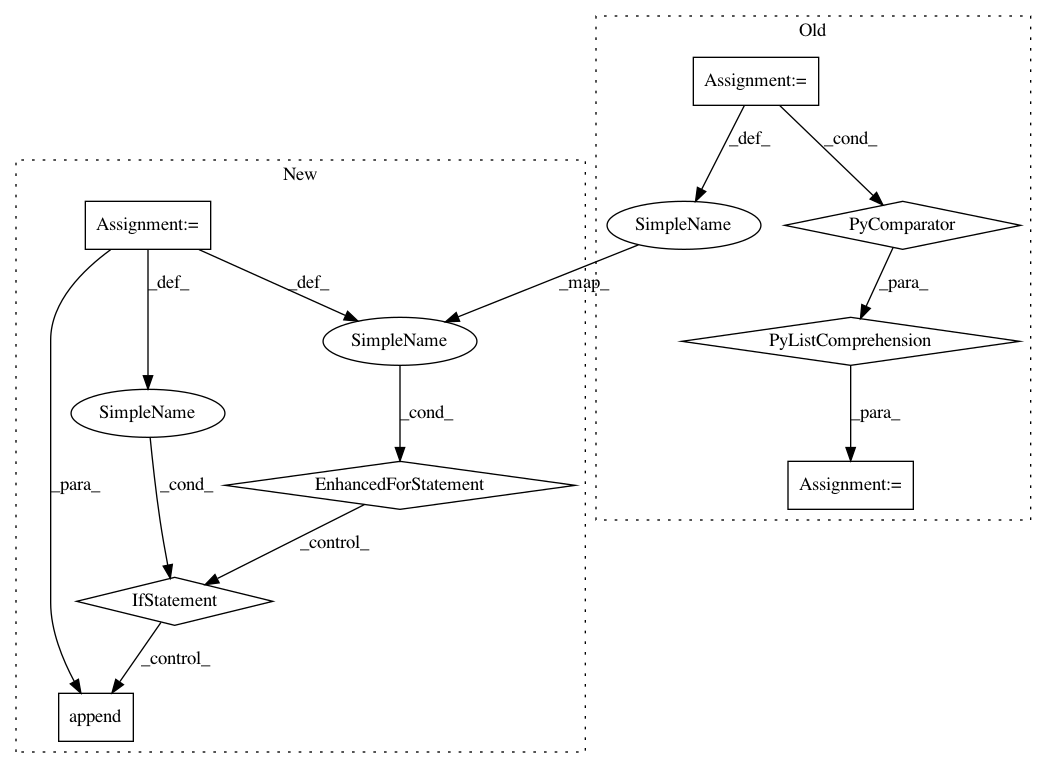 Old
Assignment:=
_def_
_cond_
New
Assignment:=
SimpleName
PyComparator
_def_
_def_
_map_
_para_
SimpleName
PyListComprehension
SimpleName
_cond_
_para_
_para_
_cond_
EnhancedForStatement
Assignment:=
_control_
IfStatement
_control_
append